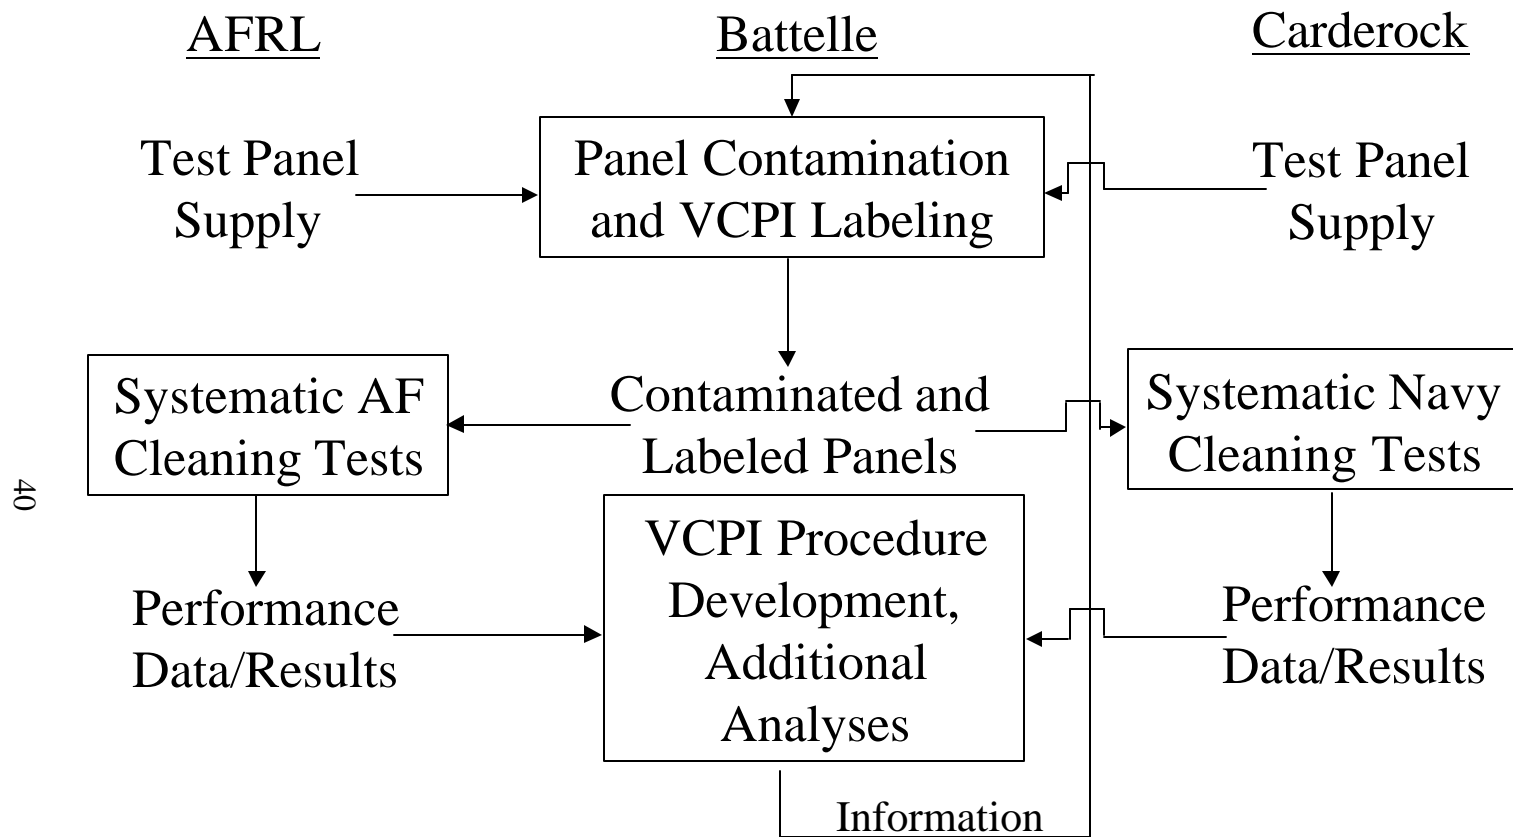 AFRL
Battelle
Carderock
Test Panel
Supply
Panel Contamination
and VCPI Labeling
Test Panel
Supply
Systematic AF
Cleaning Tests
Contaminated and
Labeled Panels
Systematic Navy
Cleaning Tests
40
VCPI Procedure
Development,
Additional
Analyses
Performance
Data/Results
Performance
Data/Results
Information